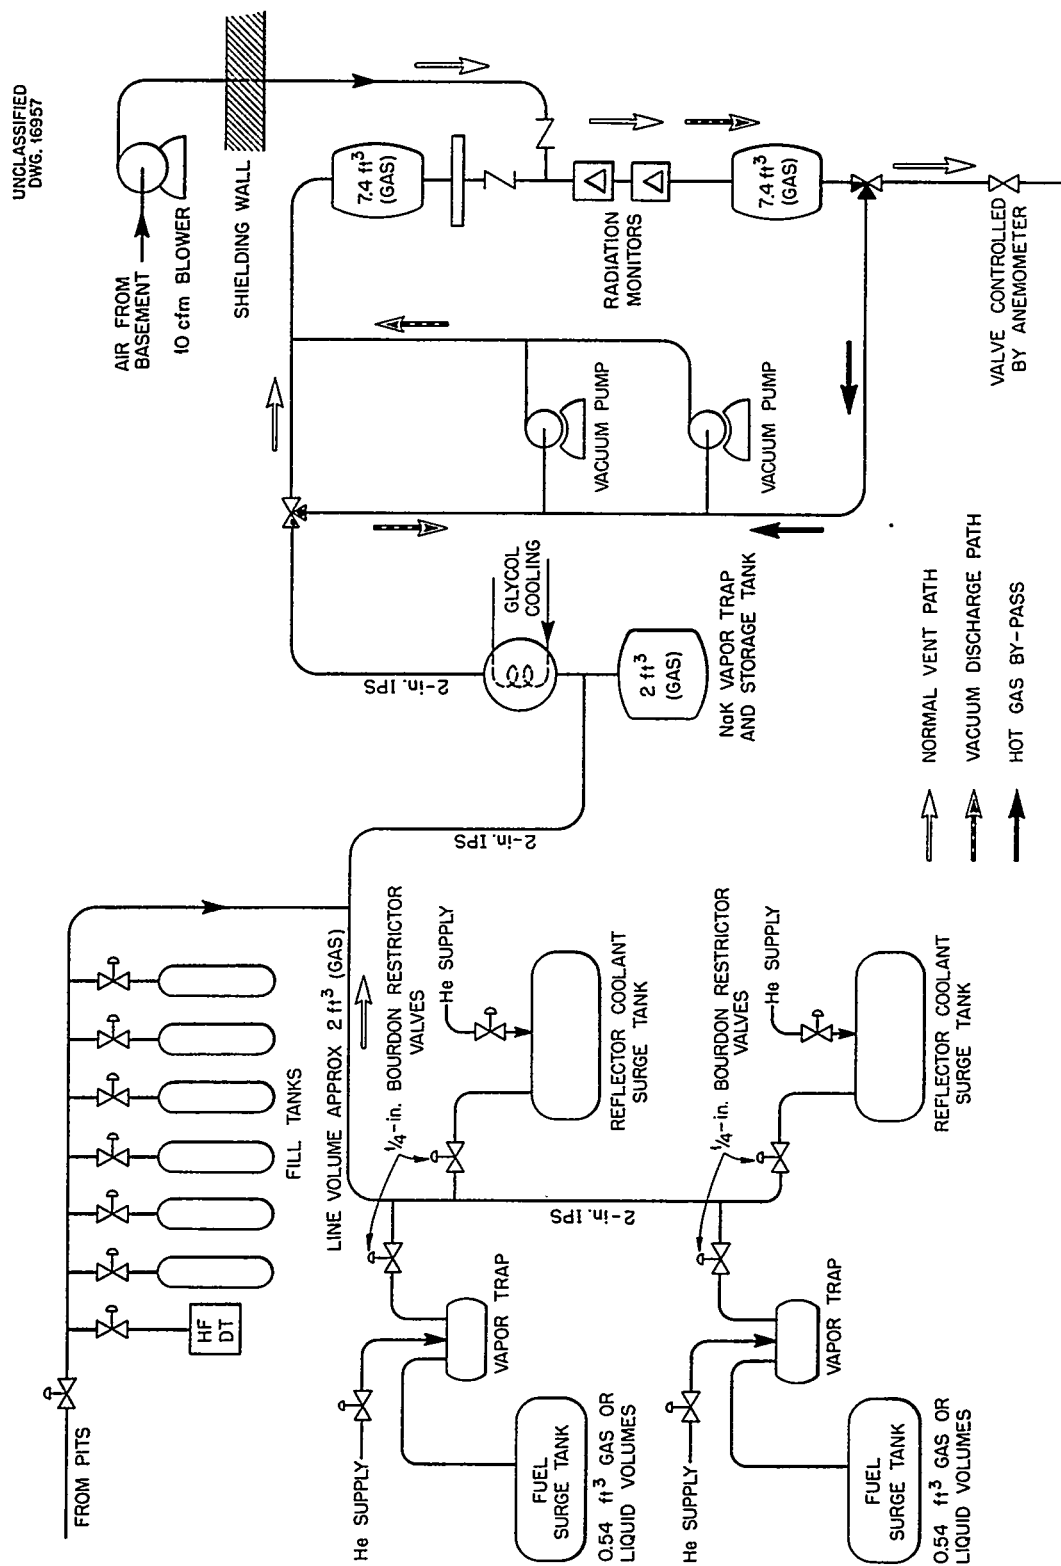 UNCLASSIFIED
DWG. 16957
AIR FROM
BASEMENT
10 cfm BLOWER
SHIELDING WALL
7.4 ft³
(GAS)
RADIATION
MONITORS
7.4 ft³
(GAS)
VALVE CONTROLLED
BY ANEMOMETER
VACUUM PUMP
VACUUM PUMP
GLYCOL
COOLING
2-in. IPS
2 ft³
(GAS)
NaK VAPOR TRAP
AND STORAGE TANK
NORMAL VENT PATH
VACUUM DISCHARGE PATH
HOT GAS BY-PASS
2-in. IPS
FROM PITS
HF
DT
FILL TANKS
LINE VOLUME APPROX 2 ft³ (GAS)
1/4-in. BOURDON RESTRICTOR
VALVES
He SUPPLY
REFLECTOR COOLANT
SURGE TANK
2-in. IPS
1/4-in. BOURDON RESTRICTOR
VALVES
He SUPPLY
REFLECTOR COOLANT
SURGE TANK
He SUPPLY
VAPOR TRAP
FUEL
SURGE TANK
0.54 ft³ GAS OR
LIQUID VOLUMES
He SUPPLY
VAPOR TRAP
FUEL
SURGE TANK
0.54 ft³ GAS OR
LIQUID VOLUMES